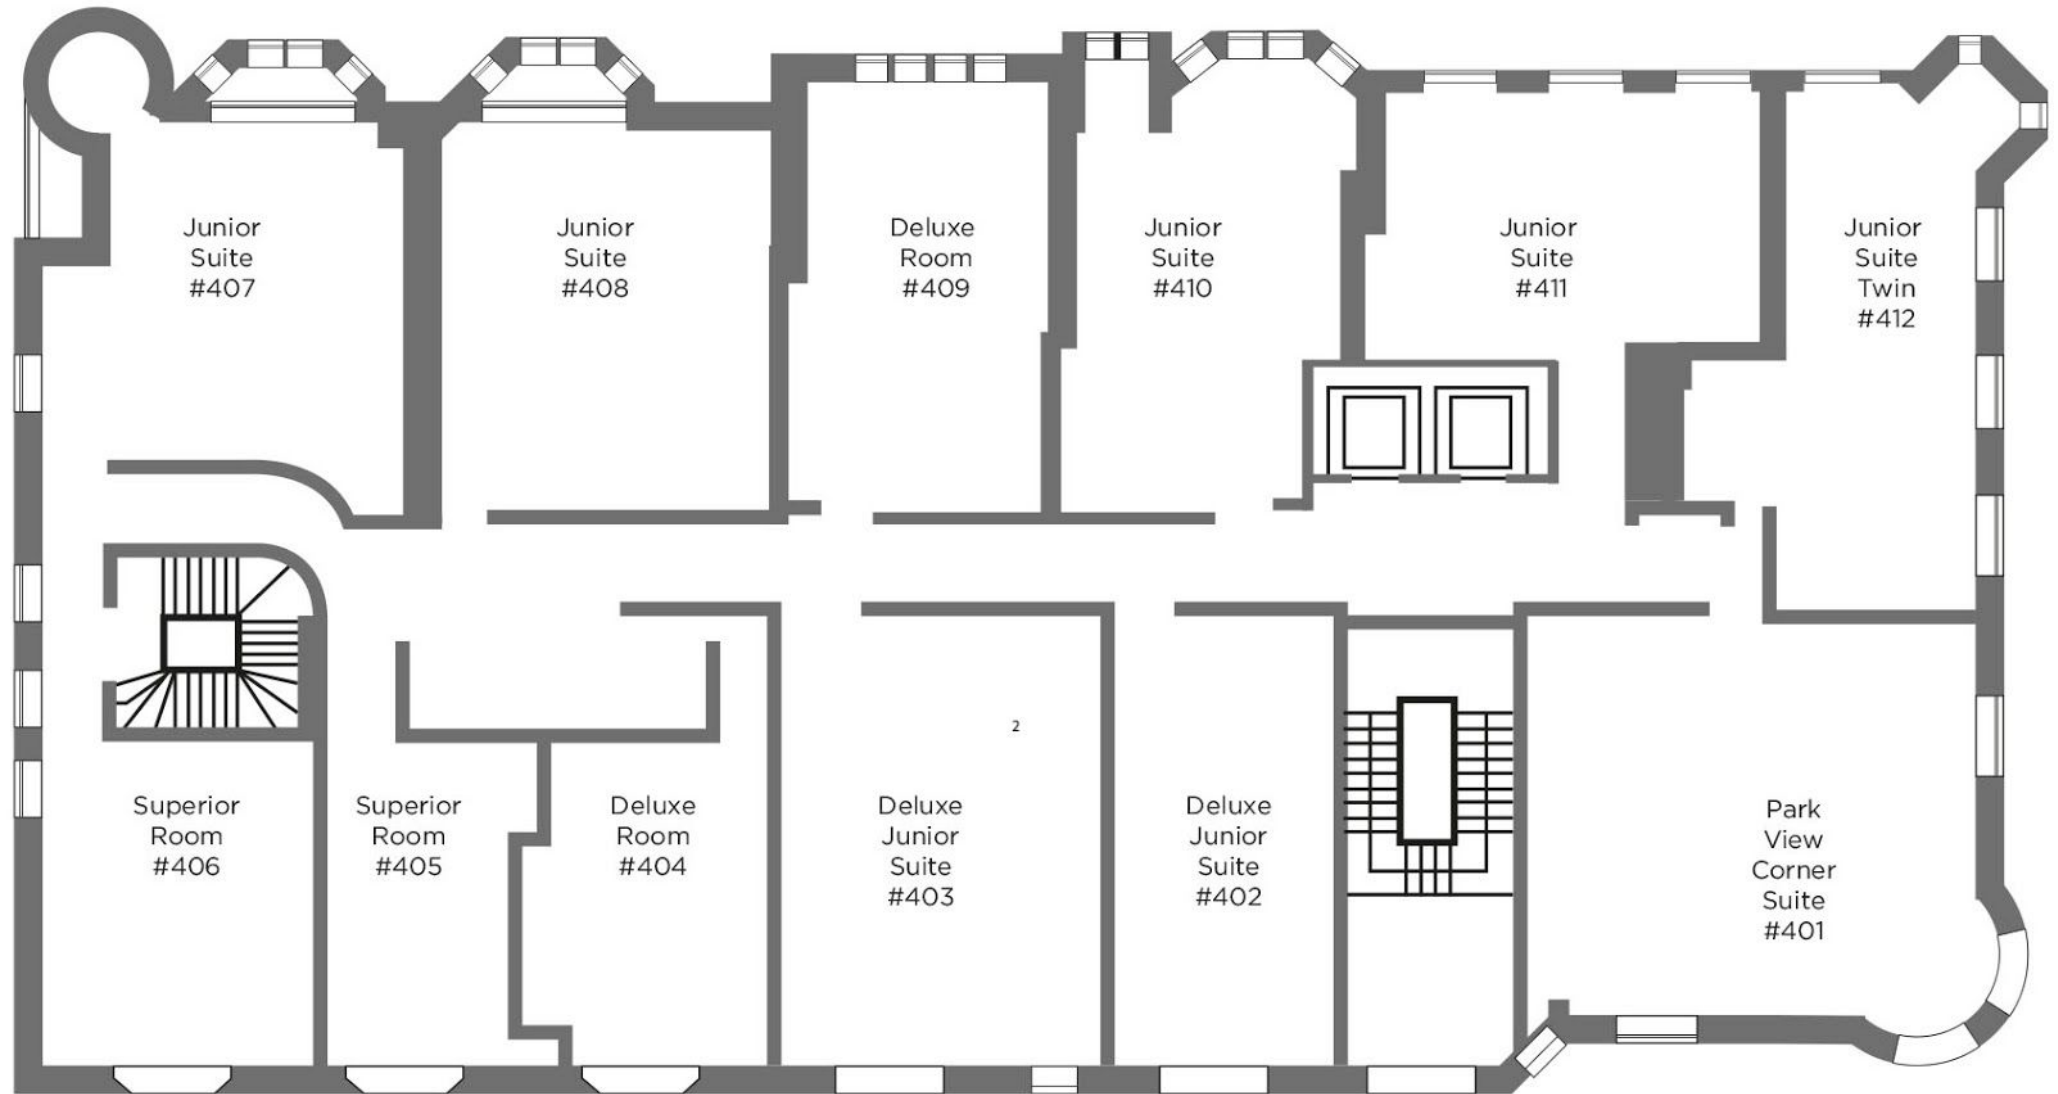 Junior
Suite
#407
Junior
Suite
#408
Deluxe
Room
#409
Junior
Suite
#410
Junior
Suite
#411
Junior
Suite
Twin
#412
2
Superior
Room
#406
Superior
Room
#405
Deluxe
Room
#404
Deluxe
Junior
Suite
#403
Deluxe
Junior
Suite
#402
Park
View
Corner
Suite
#401